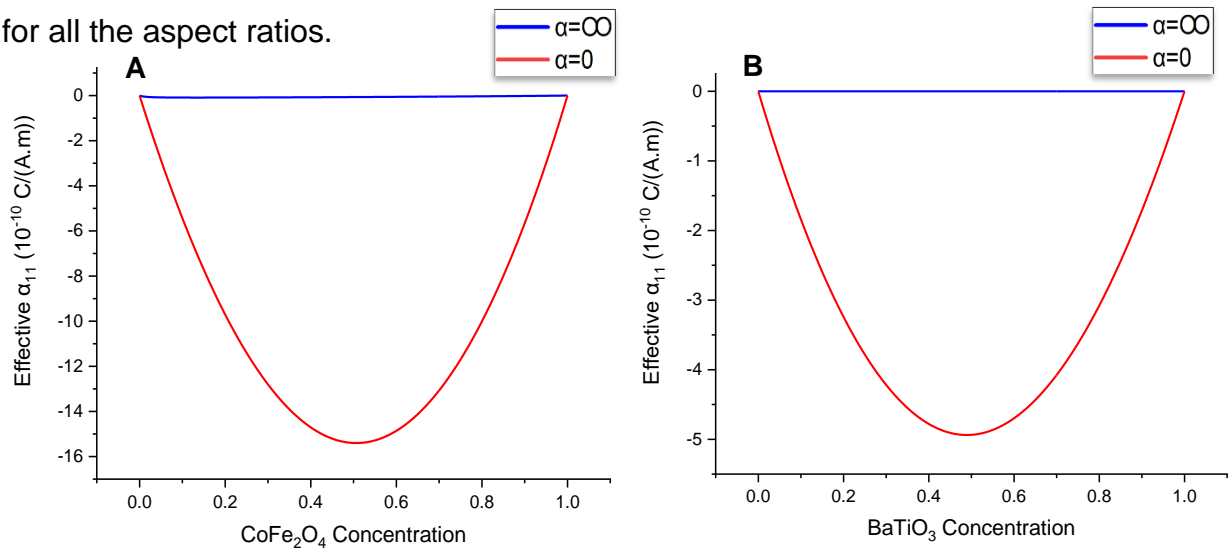 for all the aspect ratios.
α=∞
α=0
A
0
-2
-4
-6
-8
-10
-12
-14
-16
Effective α₁₁ (10⁻¹⁰ C/(A.m))
0.0 0.2 0.4 0.6 0.8 1.0
CoFe₂O₄ Concentration
α=∞
α=0
B
0
-1
-2
-3
-4
-5
Effective α₁₁ (10⁻¹⁰ C/(A.m))
0.0 0.2 0.4 0.6 0.8 1.0
BaTiO₃ Concentration